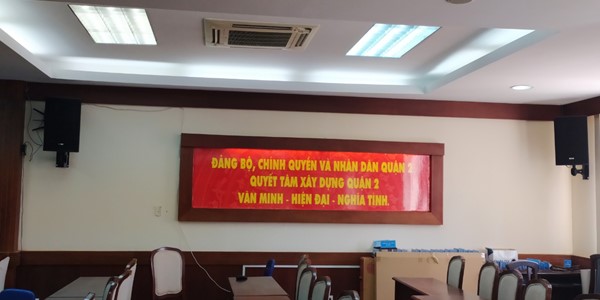 ĐẢNG BỘ, CHÍNH QUYỀN VÀ NHÂN DÂN QUẬN 2
QUYẾT TÂM XÂY DỰNG QUẬN 2
VĂN MINH - HIỆN ĐẠI - NGHĨA TÌNH.